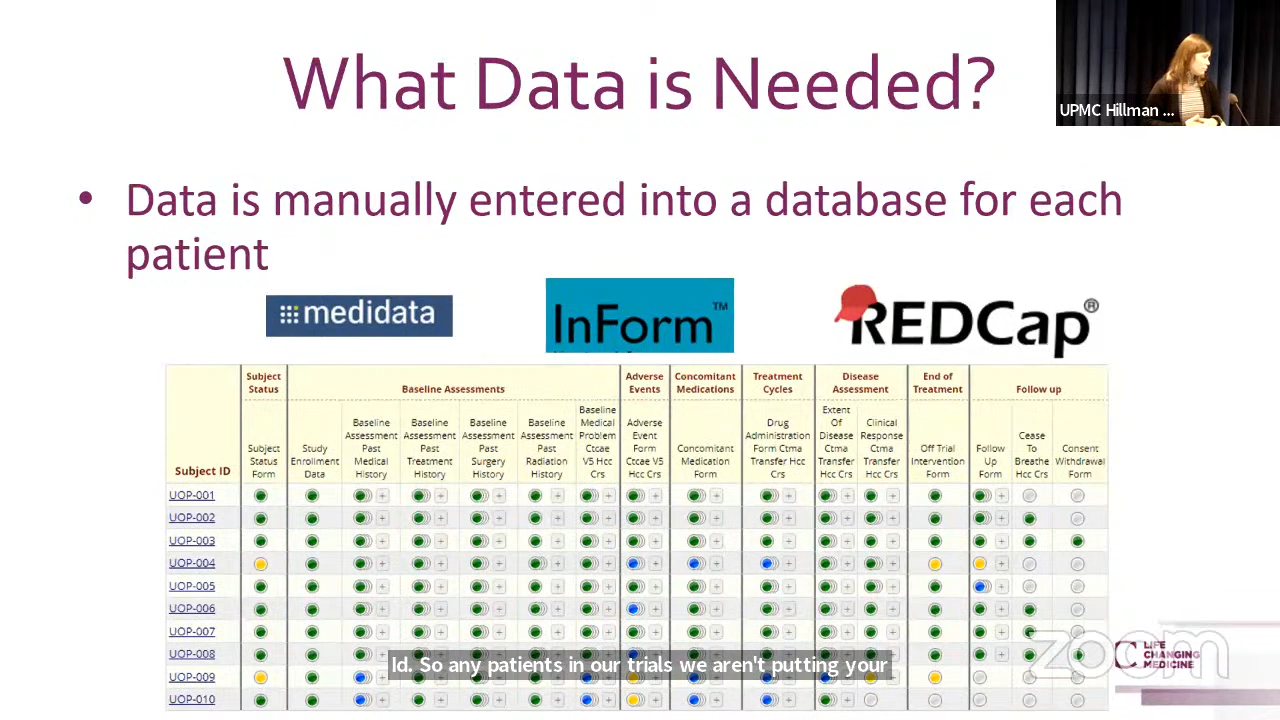 What Data is Needed?
UPMC Hillman ...
• Data is manually entered into a database for each
patient
medidata
InForm™
REDCap®
Subject Status
Baseline Assessments
Adverse Events
Concomitant Medications
Treatment Cycles
Disease Assessment
End of Treatment
Follow up
Subject ID
Subject Status Form
Study Enrollment Data
Baseline Assessment Past Medical History
Baseline Assessment Past Treatment History
Baseline Assessment Past Surgery History
Baseline Assessment Past Radiation History
Baseline Medical Problem Ctcae V5 Hcc Crs
Adverse Event Form Ctcae V5 Hcc Crs
Concomitant Medication Form
Drug Administration Form Ctma Transfer Hcc Crs
Extent Of Disease Ctma Transfer Hcc Crs
Clinical Response Ctma Transfer Hcc Crs
Off Trial Intervention Form
Follow Up Form
Cease To Breathe Hcc Crs
Consent Withdrawal Form
UOP-001
UOP-002
UOP-003
UOP-004
UOP-005
UOP-006
UOP-007
UOP-008
UOP-009
UOP-010
Id. So any patients in our trials we aren't putting your
zoom
LIFE
CHANGING
MEDICINE